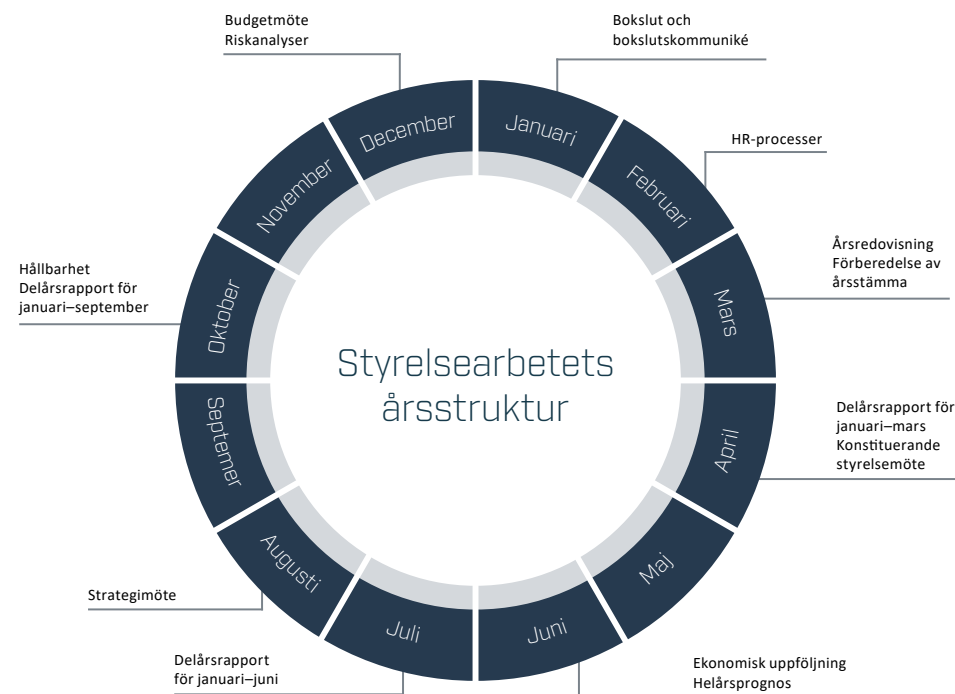 Budgetmöte
Riskanalyser
Bokslut och
bokslutskommuniké
HR-processer
Årsredovisning
Förberedelse av
årsstämma
Delårsrapport för
januari–mars
Konstituerande
styrelsemöte
Ekonomisk uppföljning
Helårsprognos
Delårsrapport
för januari–juni
Strategimöte
Hållbarhet
Delårsrapport för
januari–september
Januari
Februari
Mars
April
Maj
Juni
Juli
Augusti
Septemer
Oktober
November
December
Styrelsearbetets
årsstruktur